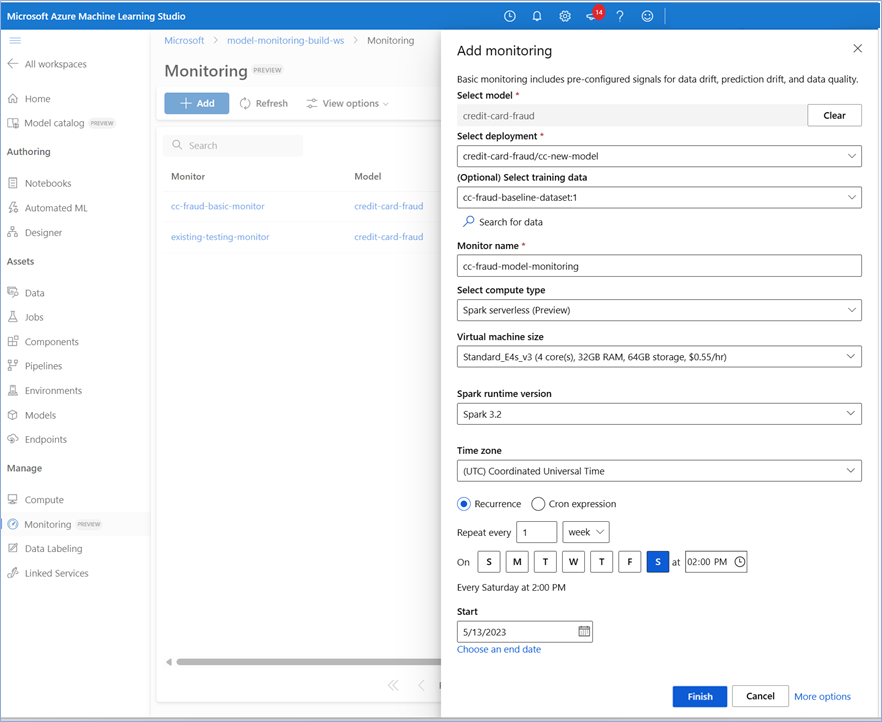 Microsoft Azure Machine Learning Studio
14
All workspaces
Home
Model catalog PREVIEW
Authoring
Notebooks
Automated ML
Designer
Assets
Data
Jobs
Components
Pipelines
Environments
Models
Endpoints
Manage
Compute
Monitoring PREVIEW
Data Labeling
Linked Services
Microsoft > model-monitoring-build-ws > Monitoring
Monitoring PREVIEW
Add Refresh View options
Search
Monitor Model
cc-fraud-basic-monitor credit-card-fraud
existing-testing-monitor credit-card-fraud
Add monitoring
Basic monitoring includes pre-configured signals for data drift, prediction drift, and data quality.
Select model *
credit-card-fraud Clear
Select deployment *
credit-card-fraud/cc-new-model
(Optional) Select training data
cc-fraud-baseline-dataset:1
Search for data
Monitor name *
cc-fraud-model-monitoring
Select compute type
Spark serverless (Preview)
Virtual machine size
Standard_E4s_v3 (4 core(s), 32GB RAM, 64GB storage, $0.55/hr)
Spark runtime version
Spark 3.2
Time zone
(UTC) Coordinated Universal Time
Recurrence Cron expression
Repeat every 1 week
On S M T W T F S at 02:00 PM
Every Saturday at 2:00 PM
Start
5/13/2023
Choose an end date
Finish Cancel More options